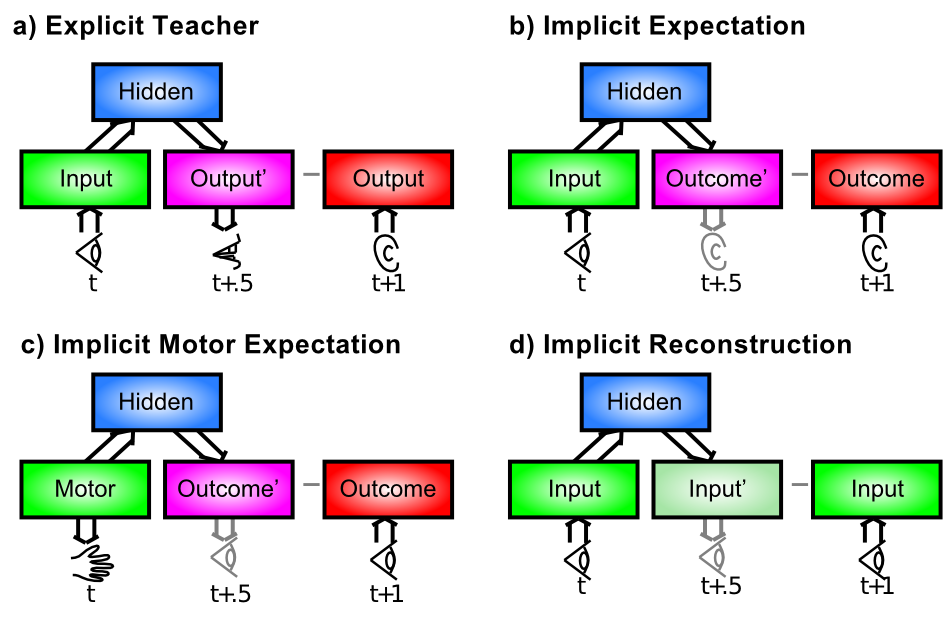 a) Explicit Teacher
Hidden
Input
Output’
–
Output
t
t+.5
t+1
b) Implicit Expectation
Hidden
Input
Outcome’
–
Outcome
t
t+.5
t+1
c) Implicit Motor Expectation
Hidden
Motor
Outcome’
–
Outcome
t
t+.5
t+1
d) Implicit Reconstruction
Hidden
Input
Input’
–
Input
t
t+.5
t+1